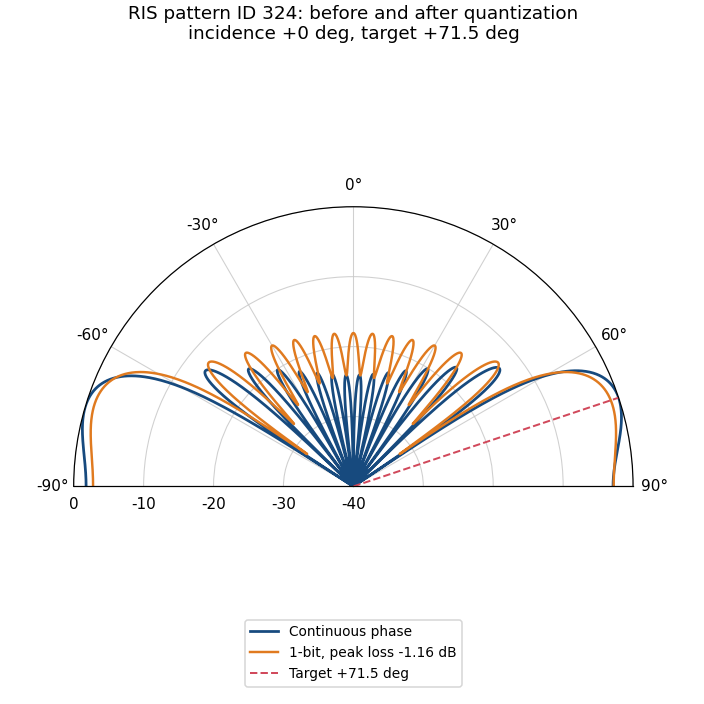 RIS pattern ID 324: before and after quantization
incidence +0 deg, target +71.5 deg
0°
-30°
30°
-60°
60°
-90°
90°
0
-10
-20
-30
-40
Continuous phase
1-bit, peak loss -1.16 dB
Target +71.5 deg